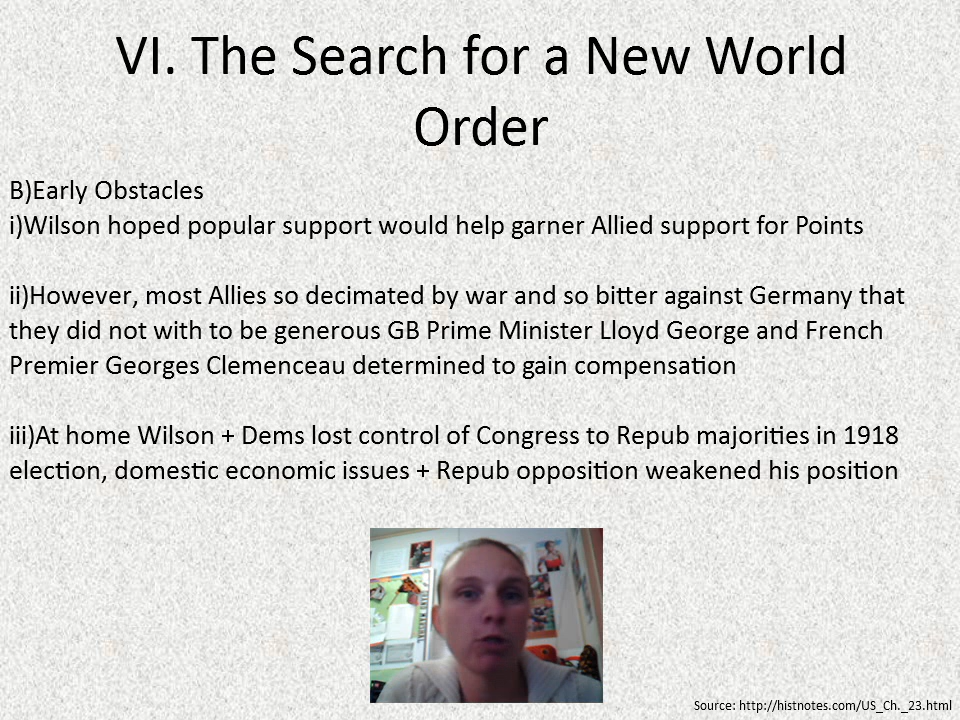 VI. The Search for a New World
Order
B)Early Obstacles
i)Wilson hoped popular support would help garner Allied support for Points
ii)However, most Allies so decimated by war and so bitter against Germany that
they did not with to be generous GB Prime Minister Lloyd George and French
Premier Georges Clemenceau determined to gain compensation
iii)At home Wilson + Dems lost control of Congress to Repub majorities in 1918
election, domestic economic issues + Repub opposition weakened his position
Source: http://histnotes.com/US_Ch._23.html